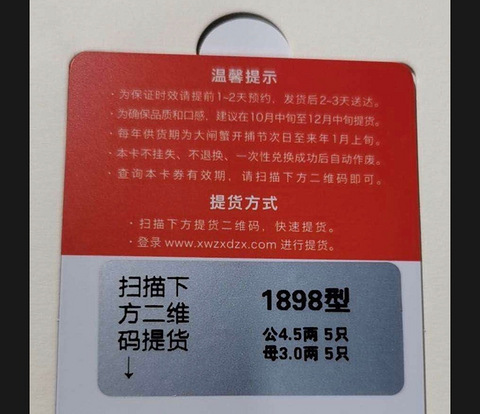 温馨提示
· 为保证时效请提前1~2天预约，发货后2~3天送达。
· 为确保品质和口感，建议在10月中旬至12月中旬提货。
· 每年供货期为大闸蟹开捕节次日至来年1月上旬。
· 本卡不挂失、不退换、一次性兑换成功后自动作废。
· 查询本卡券有效期，请扫描下方二维码即可。
提货方式
· 扫描下方提货二维码，快速提货。
· 登录 www.xwzxdzx.com 进行提货。
扫描下
方二维
码提货
↓
1898型
公4.5两 5只
母3.0两 5只